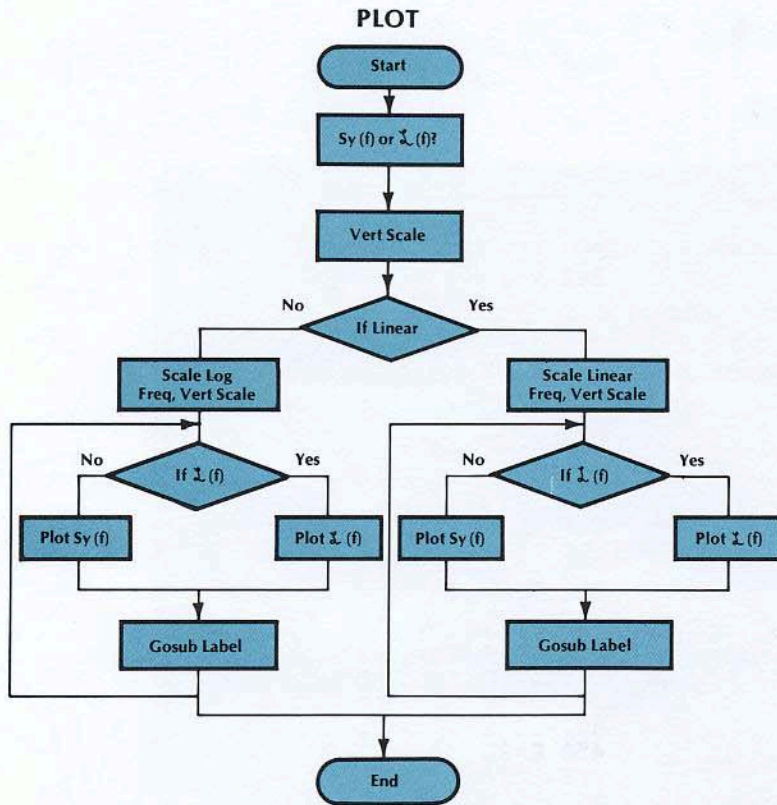 PLOT
Start
Sy (f) or ℒ (f)?
Vert Scale
No
Yes
If Linear
Scale Log
Freq, Vert Scale
Scale Linear
Freq, Vert Scale
No
If ℒ (f)
Yes
No
If ℒ (f)
Yes
Plot Sy (f)
Plot ℒ (f)
Plot Sy (f)
Plot ℒ (f)
Gosub Label
Gosub Label
End